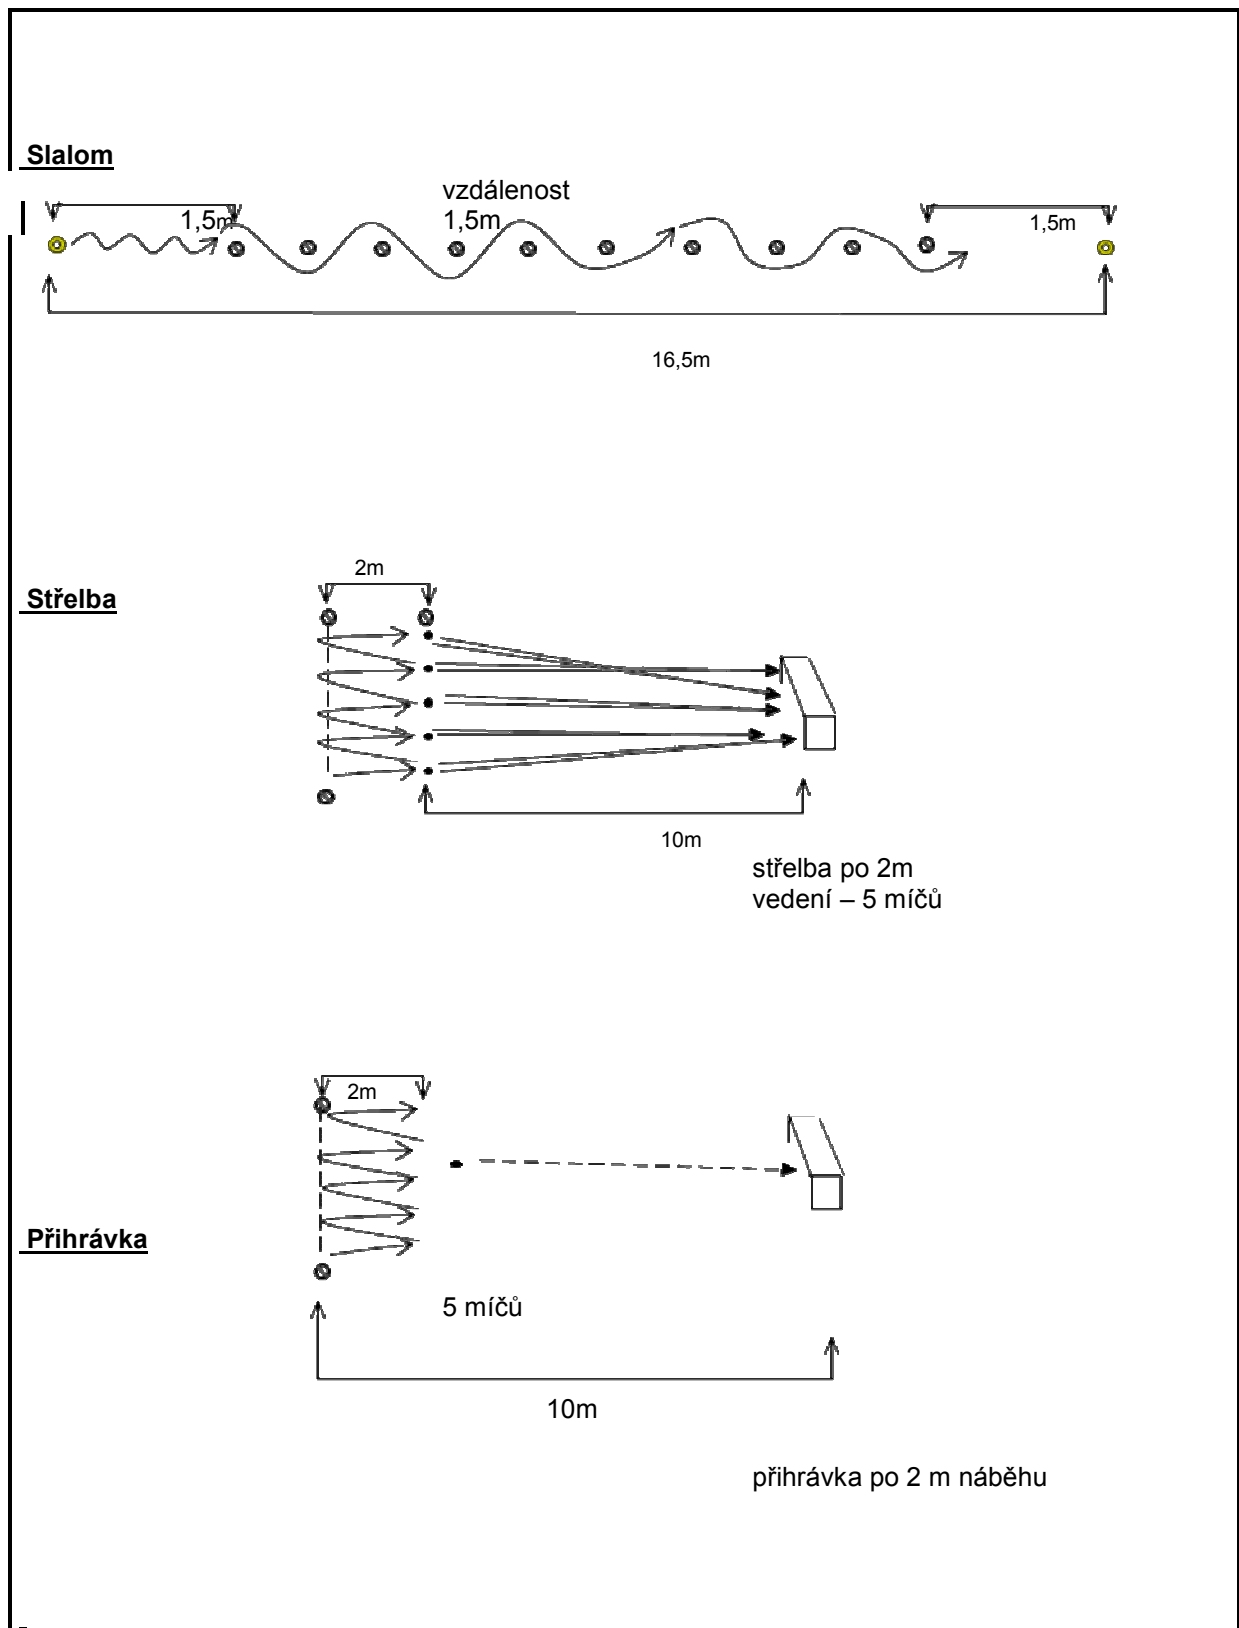 Slalom
vzdálenost
1,5m
1,5m
1,5m
16,5m
2m
Střelba
10m
střelba po 2m
vedení – 5 míčů
2m
Přihrávka
5 míčů
10m
přihrávka po 2 m náběhu